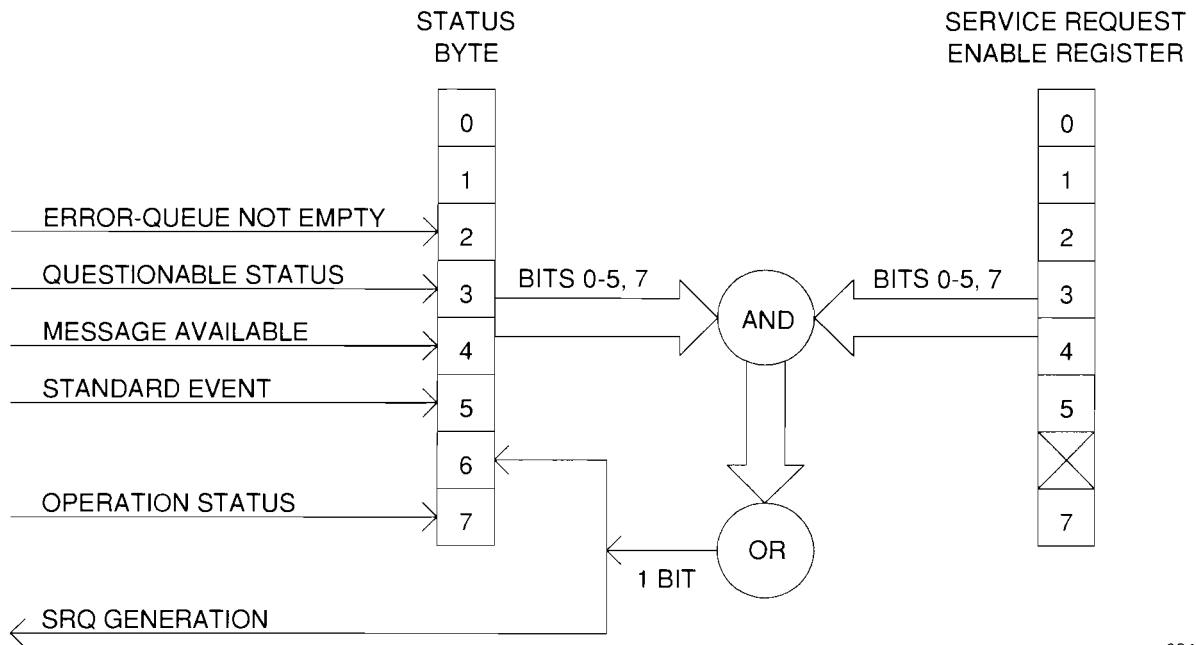 STATUS
BYTE
SERVICE REQUEST
ENABLE REGISTER
0
1
2
3
4
5
6
7
ERROR-QUEUE NOT EMPTY
QUESTIONABLE STATUS
MESSAGE AVAILABLE
STANDARD EVENT
OPERATION STATUS
SRQ GENERATION
BITS 0-5, 7
AND
BITS 0-5, 7
OR
1 BIT
0
1
2
3
4
5
7